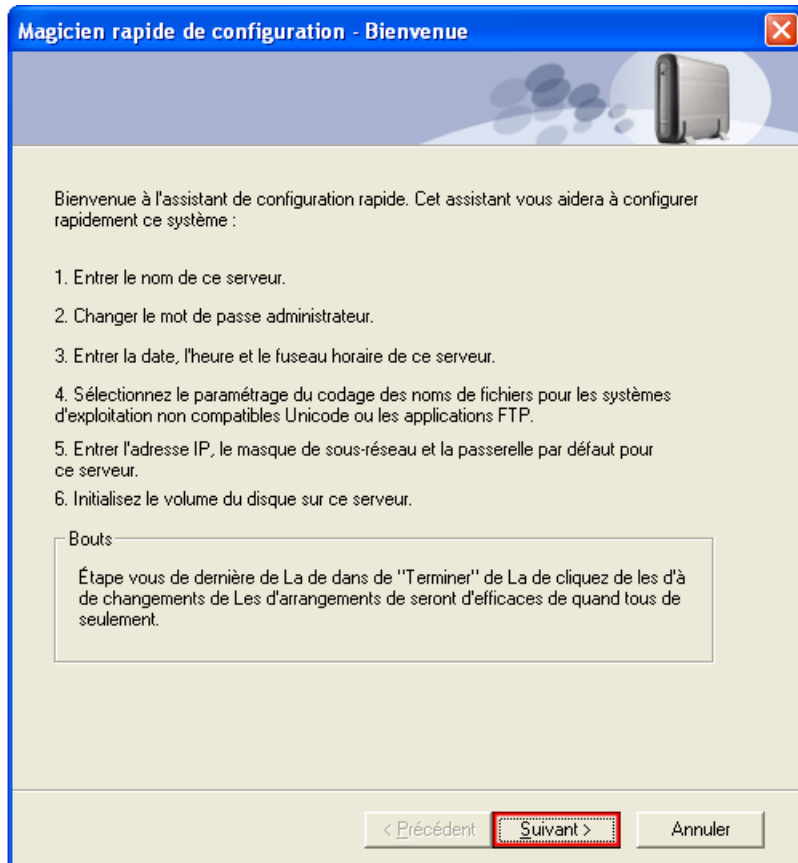 Magicien rapide de configuration - Bienvenue
Bienvenue à l'assistant de configuration rapide. Cet assistant vous aidera à configurer
rapidement ce système :
1. Entrer le nom de ce serveur.
2. Changer le mot de passe administrateur.
3. Entrer la date, l'heure et le fuseau horaire de ce serveur.
4. Sélectionnez le paramétrage du codage des noms de fichiers pour les systèmes
d'exploitation non compatibles Unicode ou les applications FTP.
5. Entrer l'adresse IP, le masque de sous-réseau et la passerelle par défaut pour
ce serveur.
6. Initialisez le volume du disque sur ce serveur.
Bouts
Étape vous de dernière de La de dans de "Terminer" de La de cliquez de les d'à
de changements de Les d'arrangements de seront d'efficaces de quand tous de
seulement.
< Précédent
Suivant >
Annuler